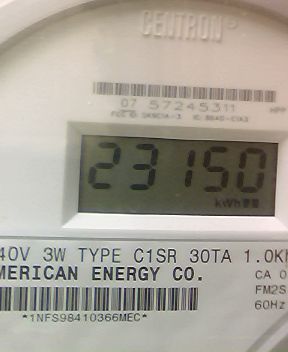 CENTRON®
07 57245311
23150
kWh
40V 3W TYPE C1SR 30TA 1.0K
MERICAN ENERGY CO.
CA 0
FM2S
60Hz
*1NFS98410366MEC*